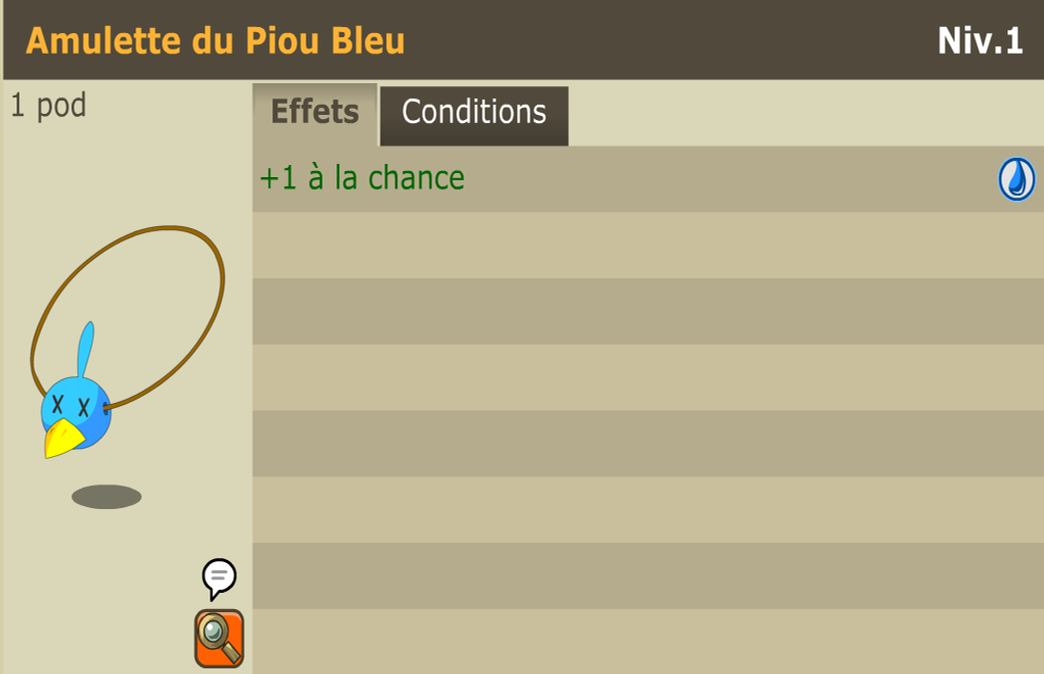 Amulette du Piou Bleu
Niv.1
1 pod
Effets
Conditions
+1 à la chance